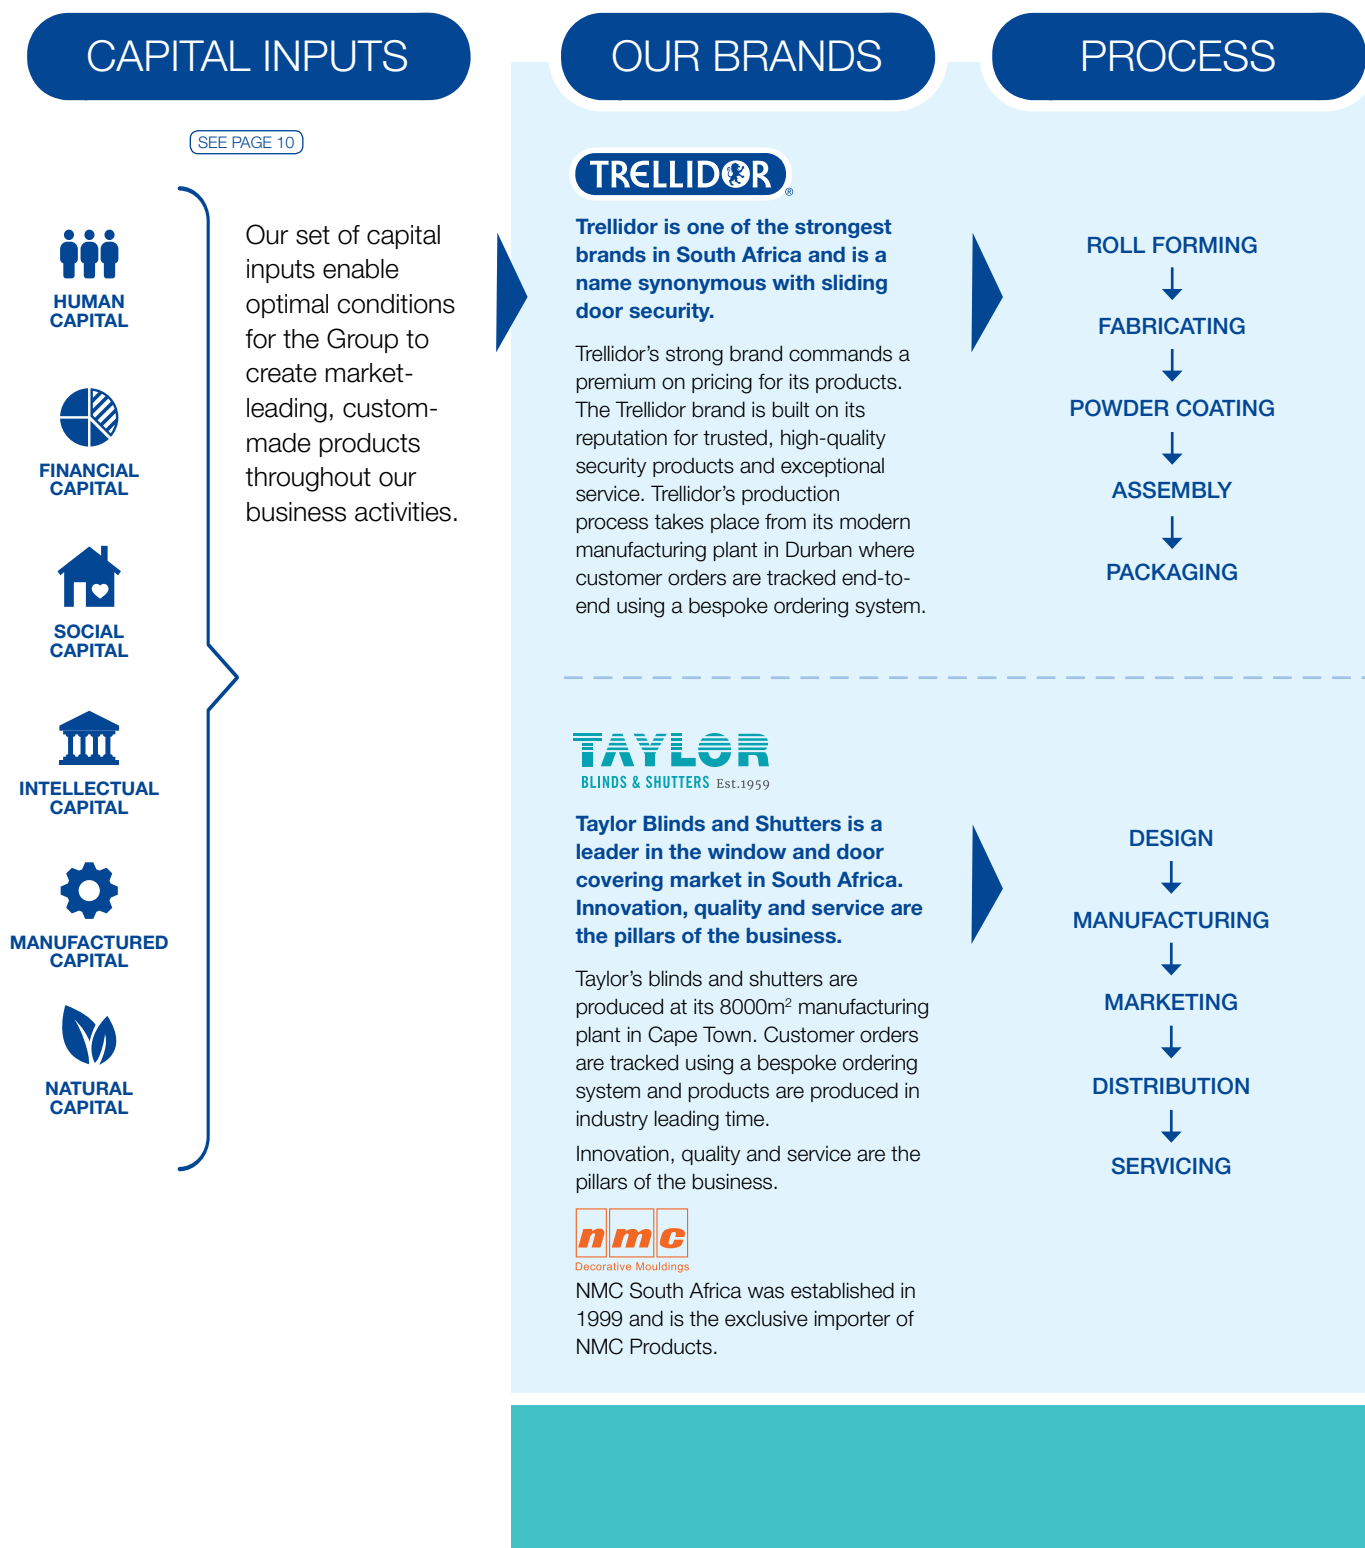 CAPITAL INPUTS
SEE PAGE 10
HUMAN
CAPITAL
FINANCIAL
CAPITAL
SOCIAL
CAPITAL
INTELLECTUAL
CAPITAL
MANUFACTURED
CAPITAL
NATURAL
CAPITAL
Our set of capital
inputs enable
optimal conditions
for the Group to
create market-
leading, custom-
made products
throughout our
business activities.
OUR BRANDS
TRELLIDOR®
Trellidor is one of the strongest
brands in South Africa and is a
name synonymous with sliding
door security.
Trellidor’s strong brand commands a
premium on pricing for its products.
The Trellidor brand is built on its
reputation for trusted, high-quality
security products and exceptional
service. Trellidor’s production
process takes place from its modern
manufacturing plant in Durban where
customer orders are tracked end-to-
end using a bespoke ordering system.
TAYLOR
BLINDS & SHUTTERS Est.1959
Taylor Blinds and Shutters is a
leader in the window and door
covering market in South Africa.
Innovation, quality and service are
the pillars of the business.
Taylor’s blinds and shutters are
produced at its 8000m² manufacturing
plant in Cape Town. Customer orders
are tracked using a bespoke ordering
system and products are produced in
industry leading time.
Innovation, quality and service are the
pillars of the business.
nmc
Decorative Mouldings
NMC South Africa was established in
1999 and is the exclusive importer of
NMC Products.
PROCESS
ROLL FORMING
FABRICATING
POWDER COATING
ASSEMBLY
PACKAGING
DESIGN
MANUFACTURING
MARKETING
DISTRIBUTION
SERVICING